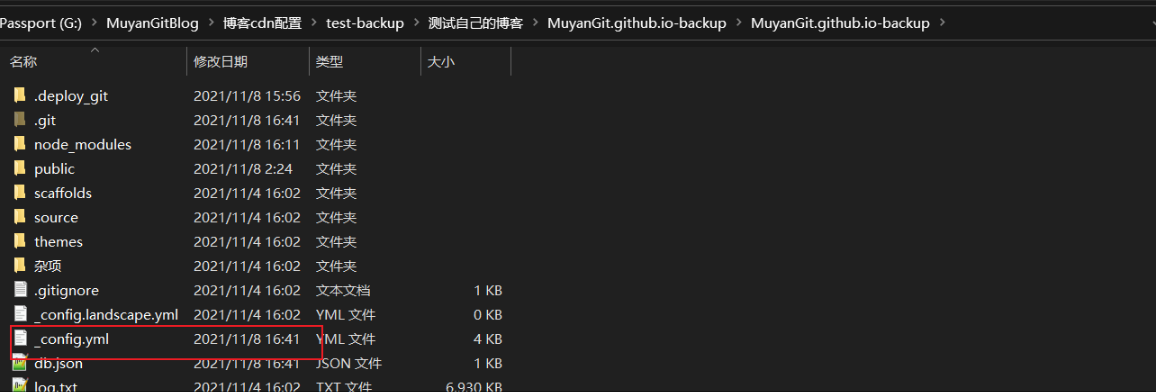 Passport (G:) > MuyanGitBlog > 博客cdn配置 > test-backup > 测试自己的博客 > MuyanGit.github.io-backup > MuyanGit.github.io-backup >
名称 修改日期 类型 大小
.deploy_git 2021/11/8 15:56 文件夹
.git 2021/11/8 16:41 文件夹
node_modules 2021/11/8 16:11 文件夹
public 2021/11/8 2:24 文件夹
scaffolds 2021/11/4 16:02 文件夹
source 2021/11/4 16:02 文件夹
themes 2021/11/4 16:02 文件夹
杂项 2021/11/4 16:02 文件夹
.gitignore 2021/11/4 16:02 文本文档 1 KB
_config.landscape.yml 2021/11/4 16:02 YML 文件 0 KB
_config.yml 2021/11/8 16:41 YML 文件 4 KB
db.json 2021/11/8 16:41 JSON 文件 1 KB
log.txt 2021/11/4 16:02 TXT 文件 6,930 KB